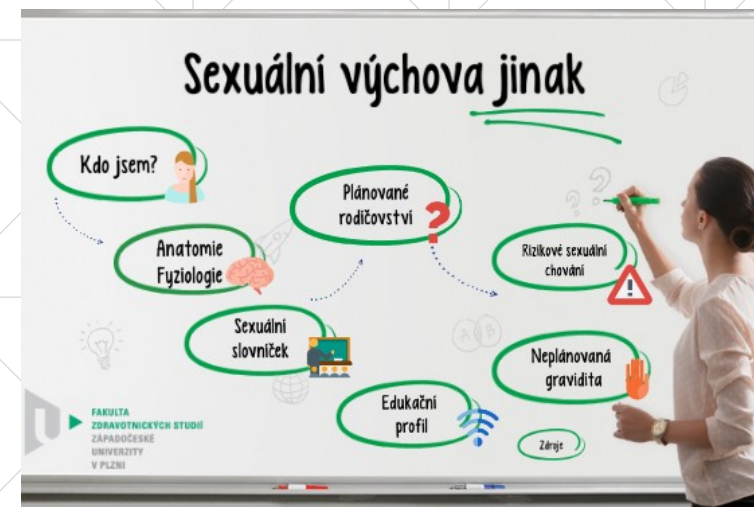 Sexuální výchova jinak
Kdo jsem?
Anatomie
Fyziologie
Sexuální
slovníček
Plánované
rodičovství
Rizikové sexuální
chování
Neplánovaná
gravidita
Edukační
profil
Zdroje
A B
FAKULTA
ZDRAVOTNICKÝCH STUDIÍ
ZÁPADOČESKÉ
UNIVERZITY
V PLZNI